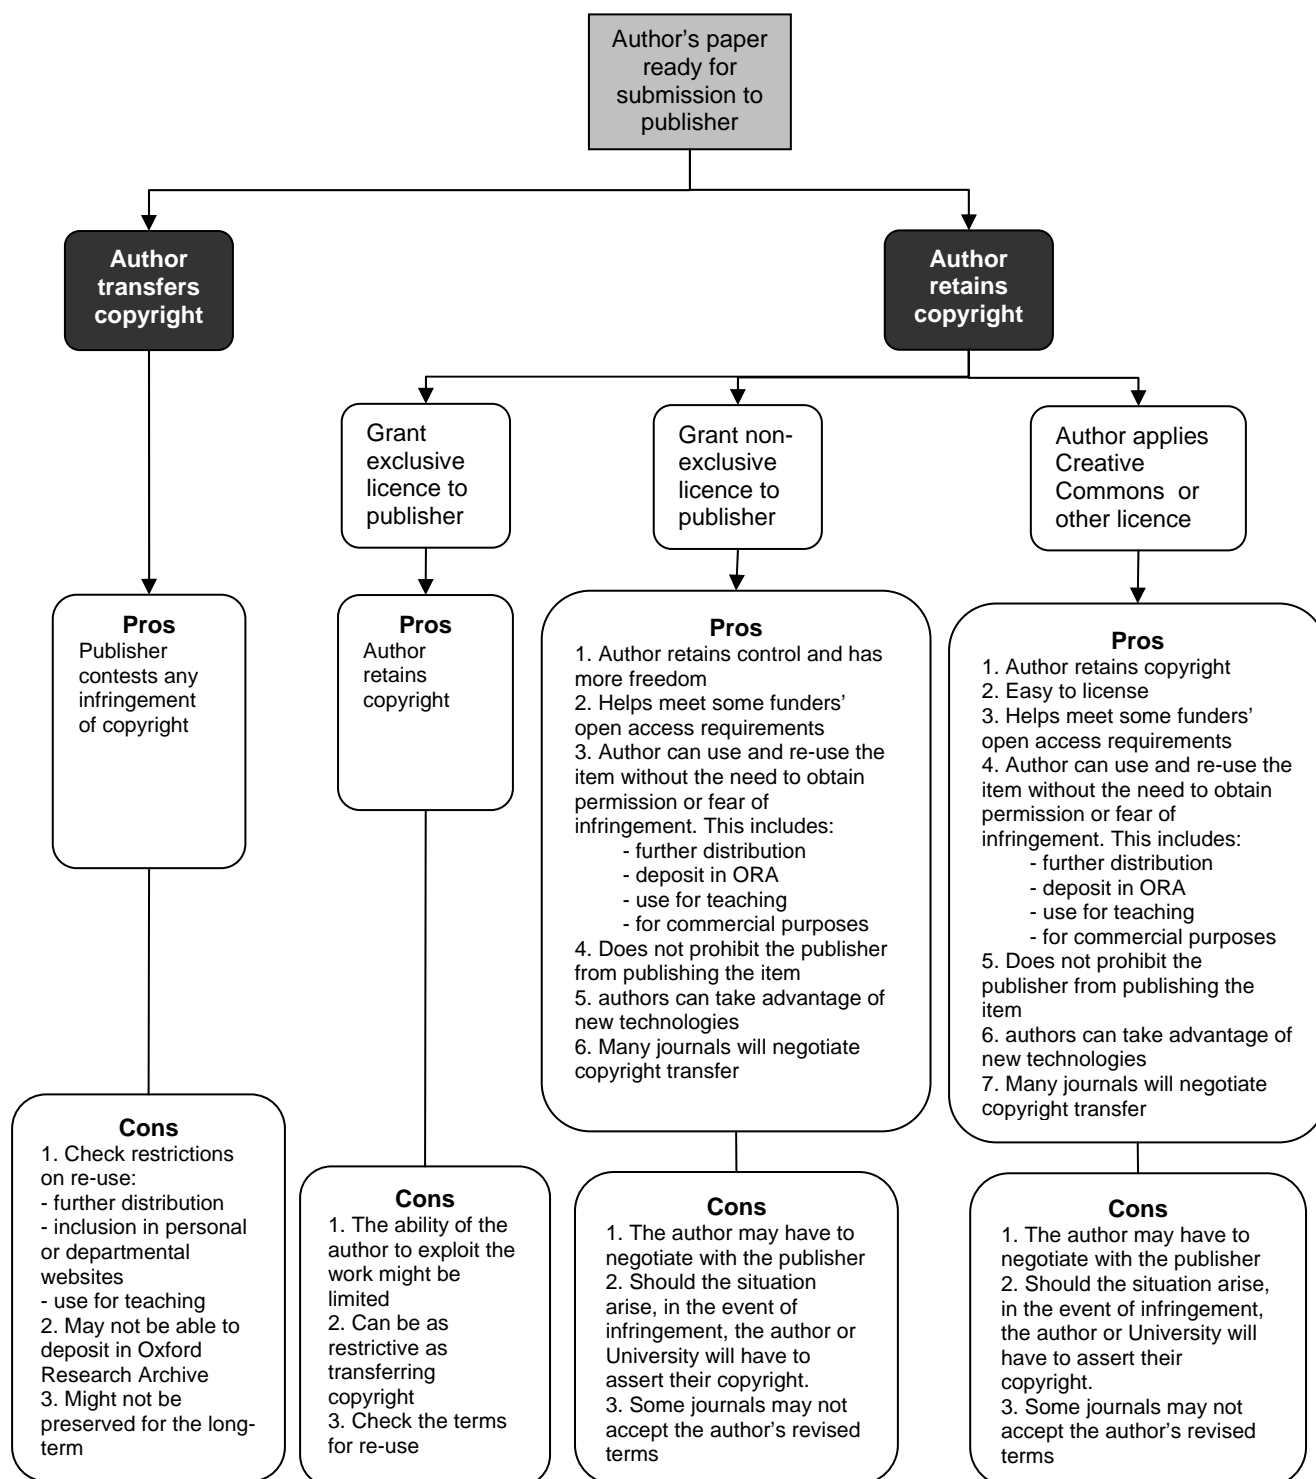 Author’s paper
ready for
submission to
publisher
Author
transfers
copyright
Author
retains
copyright
Grant
exclusive
licence to
publisher
Grant non-
exclusive
licence to
publisher
Author applies
Creative
Commons or
other licence
Pros
Publisher
contests any
infringement
of copyright
Pros
Author
retains
copyright
Pros
1. Author retains control and has
more freedom
2. Helps meet some funders’
open access requirements
3. Author can use and re-use the
item without the need to obtain
permission or fear of
infringement. This includes:
- further distribution
- deposit in ORA
- use for teaching
- for commercial purposes
4. Does not prohibit the publisher
from publishing the item
5. authors can take advantage of
new technologies
6. Many journals will negotiate
copyright transfer
Pros
1. Author retains copyright
2. Easy to license
3. Helps meet some funders’
open access requirements
4. Author can use and re-use the
item without the need to obtain
permission or fear of
infringement. This includes:
- further distribution
- deposit in ORA
- use for teaching
- for commercial purposes
5. Does not prohibit the
publisher from publishing the
item
6. authors can take advantage of
new technologies
7. Many journals will negotiate
copyright transfer
Cons
1. Check restrictions
on re-use:
- further distribution
- inclusion in personal
or departmental
websites
- use for teaching
2. May not be able to
deposit in Oxford
Research Archive
3. Might not be
preserved for the long-
term
Cons
1. The ability of the
author to exploit the
work might be
limited
2. Can be as
restrictive as
transferring
copyright
3. Check the terms
for re-use
Cons
1. The author may have to
negotiate with the publisher
2. Should the situation
arise, in the event of
infringement, the author or
University will have to
assert their copyright.
3. Some journals may not
accept the author’s revised
terms
Cons
1. The author may have to
negotiate with the publisher
2. Should the situation arise,
in the event of infringement,
the author or University will
have to assert their
copyright.
3. Some journals may not
accept the author’s revised
terms